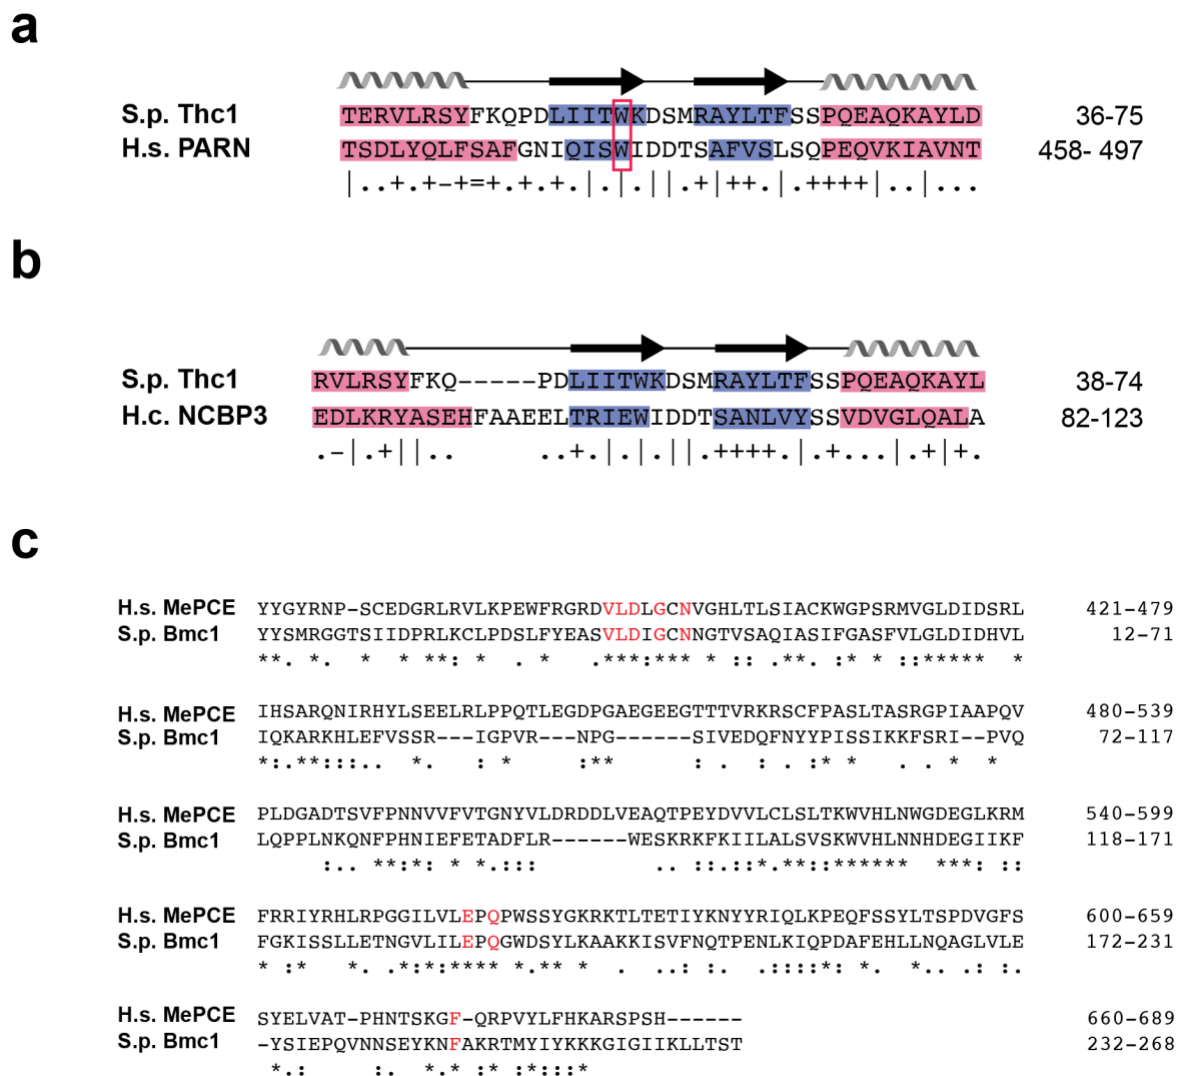 a
S.p. Thc1 TERVLRSYFKQPDLIITWKDSMRAYLTFSSPQEAQKAYLD 36-75
H.s. PARN TSDLYQLFSAFGNIQISWIDDTSAFVSLSQPEQVKIAVNT 458- 497
|..+.+-+=+.+.+.|.|.||.+|++.|.++++|..|...
b
S.p. Thc1 RVLRSYFKQ-----PDLIITWKDSMRAYLTFSSPQEAQKAYL 38-74
H.c. NCBP3 EDLKRYASEHFAAEELTRIEWIDDTSANLVYSSVDVGLQALA 82-123
.-|.+||.. ..+.|.|.||.++++.|.+...|.+|+.
c
H.s. MePCE YYGYRNP-SCEDGRLRVLKPEWFRGRDVLDLGCNVGHLTLSIACKWGPSRMVGLDIDSRL 421-479
S.p. Bmc1 YYSMRGGTSIIDPRLKCLPDSLFYEASVLDIGCNNGTVSAQIASIFGASFVLGLDIDHVL 12-71
**. *. * * **: * . * .***:*** * :: .**. :* * ::***** *
H.s. MePCE IHSARQNIRHYLSEELRLPPQTLEGDPGAEGEEGTTTVRKRSCFPASLTASRGPIAAPQV 480-539
S.p. Bmc1 IQKARKHLEFVSSR---IGPVR---NPG------SIVEDQFNYYPISSIKKFSRI--PVQ 72-117
*:.**:::.. *. : * :** : . : .:* * . . * *
H.s. MePCE PLDGADTSVFPNNVVFVTGNYVLDRDDLVEAQTPEYDVVLCLSLTKWVHLNWGDEGLKRM 540-599
S.p. Bmc1 LQPPLNKQNFPHNIEFETADFLR------WESKRKFKIILALSVSKWVHLNNHDEGIIKF 118-171
:.. **:*: * *.::: .. ::.::*.**::****** ***: ::
H.s. MePCE FRRIYRHLRPGGILVLEPQPWSSYGKRKTLTETIYKNYYRIQLKPEQFSSYLTSPDVGFS 600-659
S.p. Bmc1 FGKISSLLETNGVLILEPQGWDSYLKAAKKISVFNQTPENLKIQPDAFEHLLNQAGLVLE 172-231
* :* *. .*:*:**** *.** * . ..: .::::*: *. *.. .: :.
H.s. MePCE SYELVAT-PHNTSKGF-QRPVYLFHKARSPSH------ 660-689
S.p. Bmc1 -YSIEPQVNNSEYKNFAKRTMYIYKKKGIGIIKLLTST 232-268
*.: :. *.* :* :*:::*